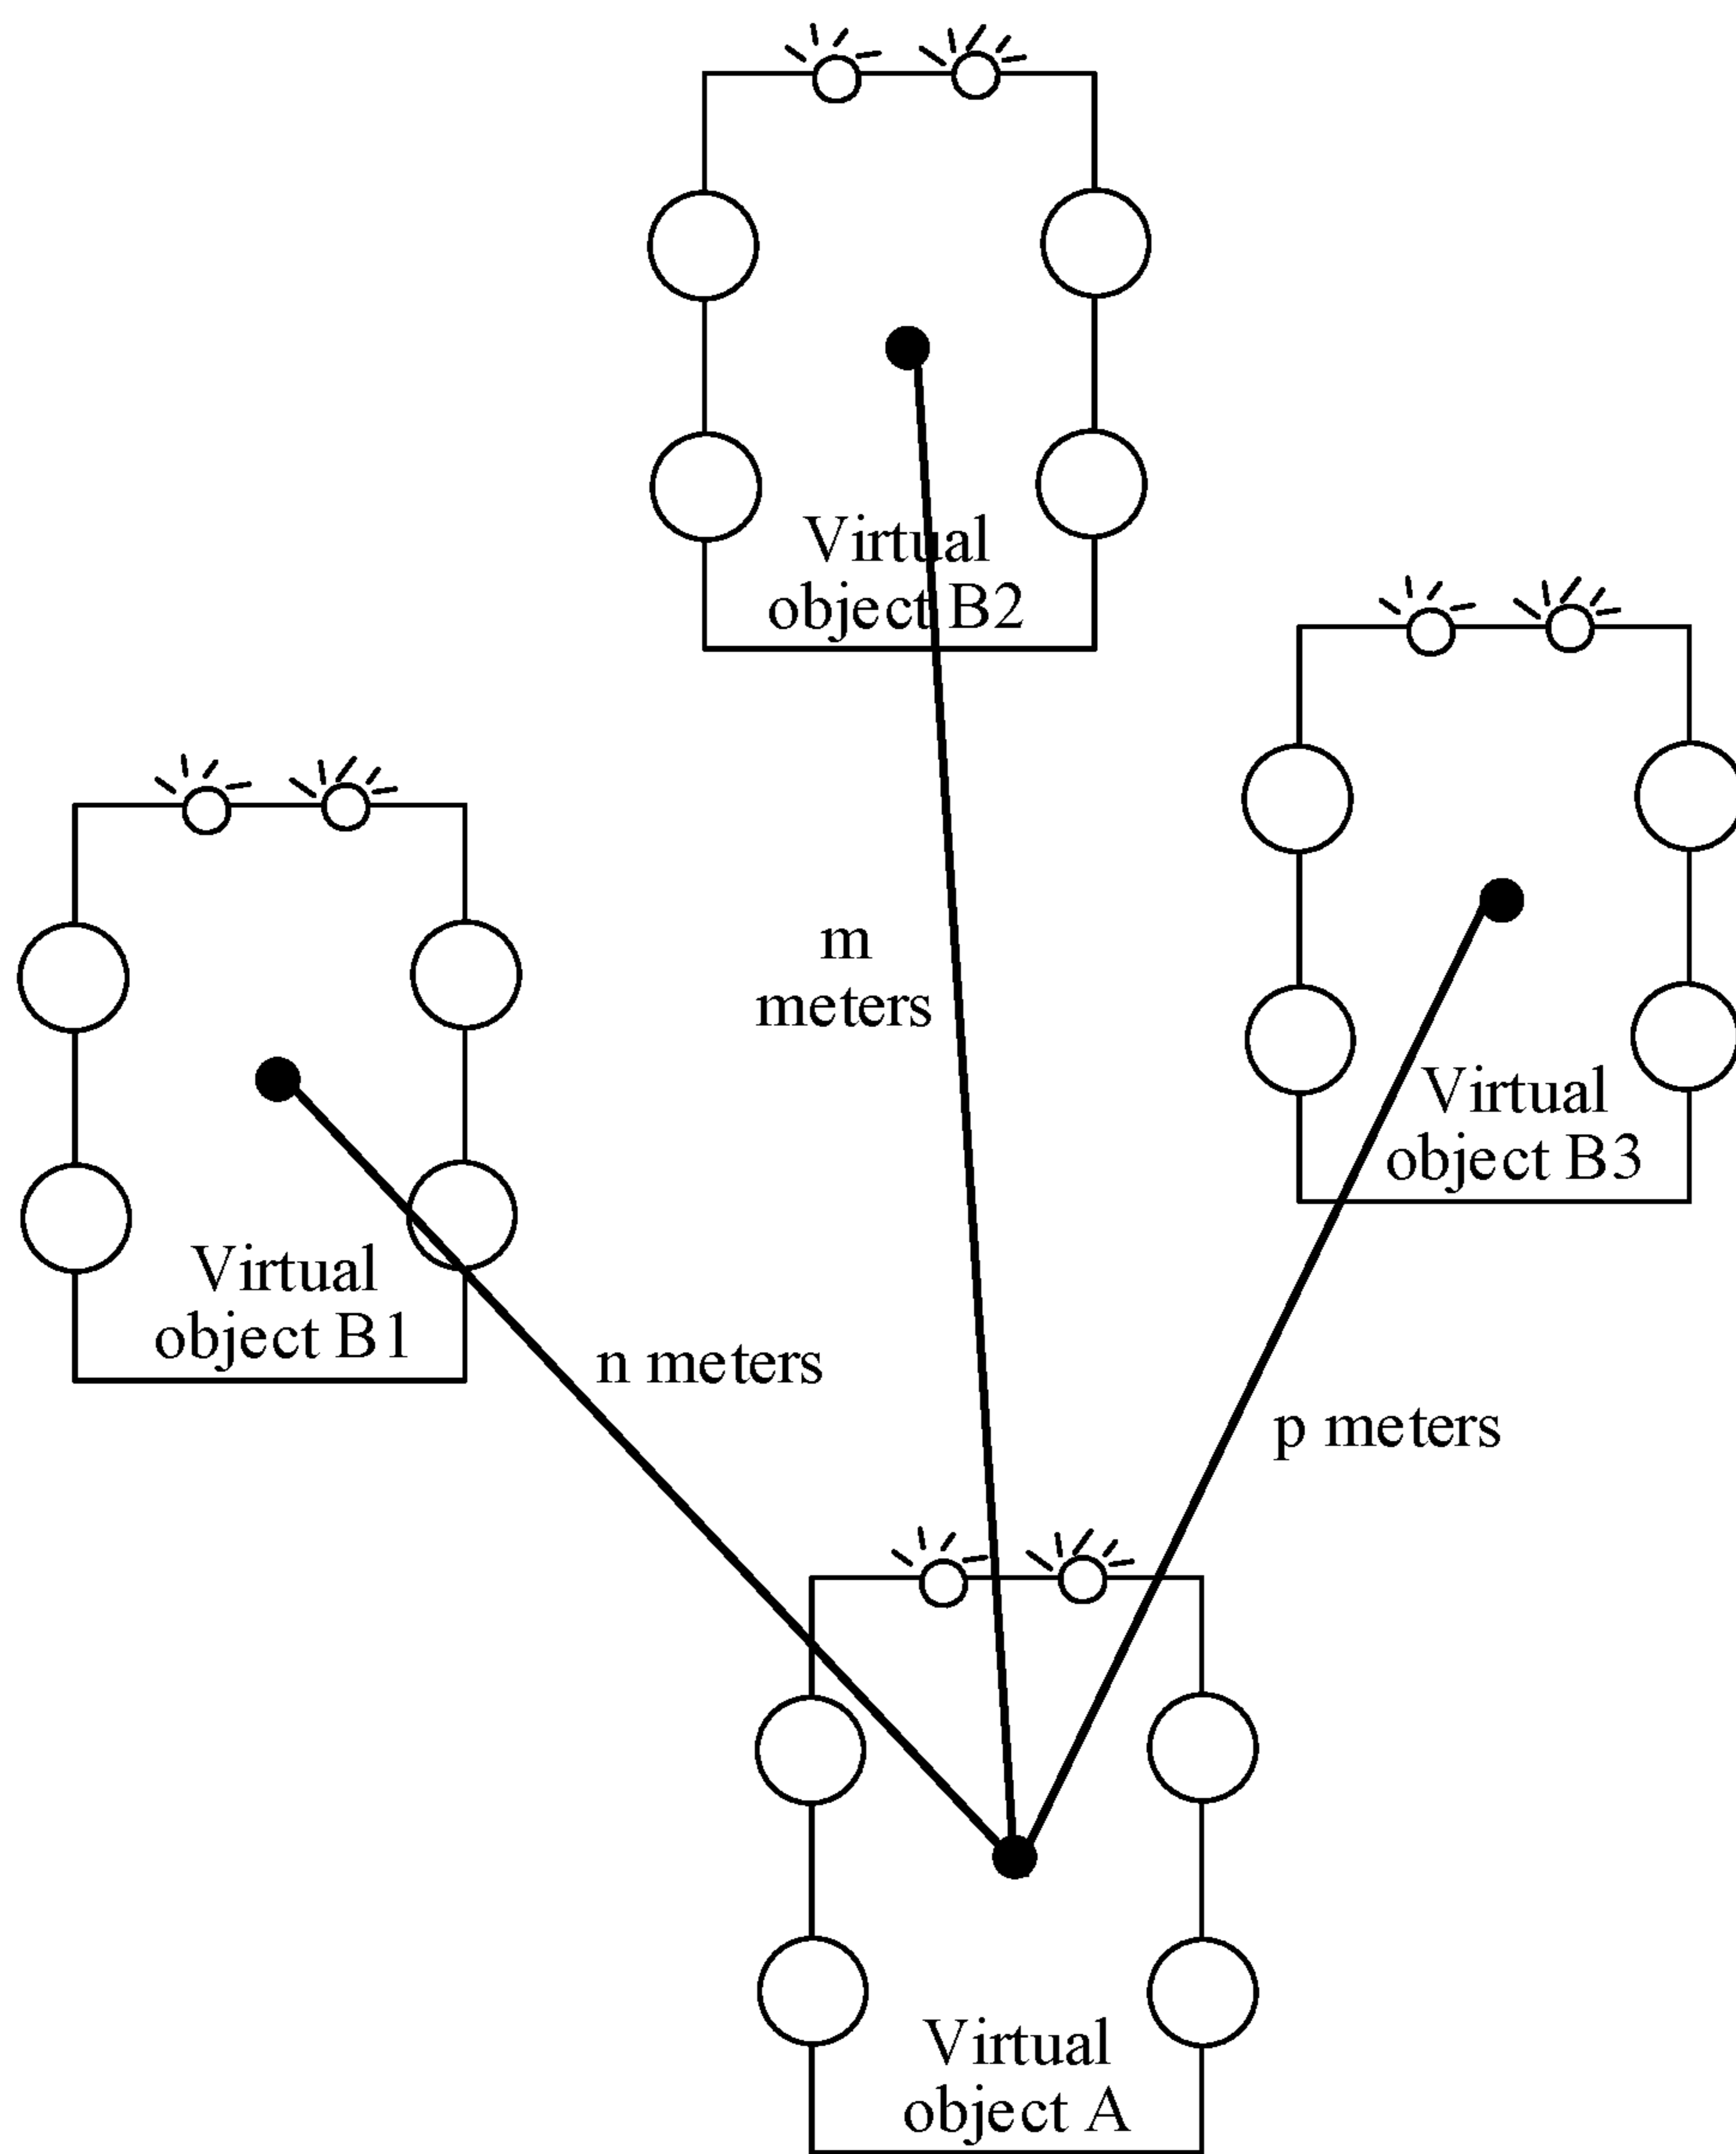 Virtual
object B2
m
meters
Virtual
object B3
Virtual
object B1
n meters
p meters
Virtual
object A